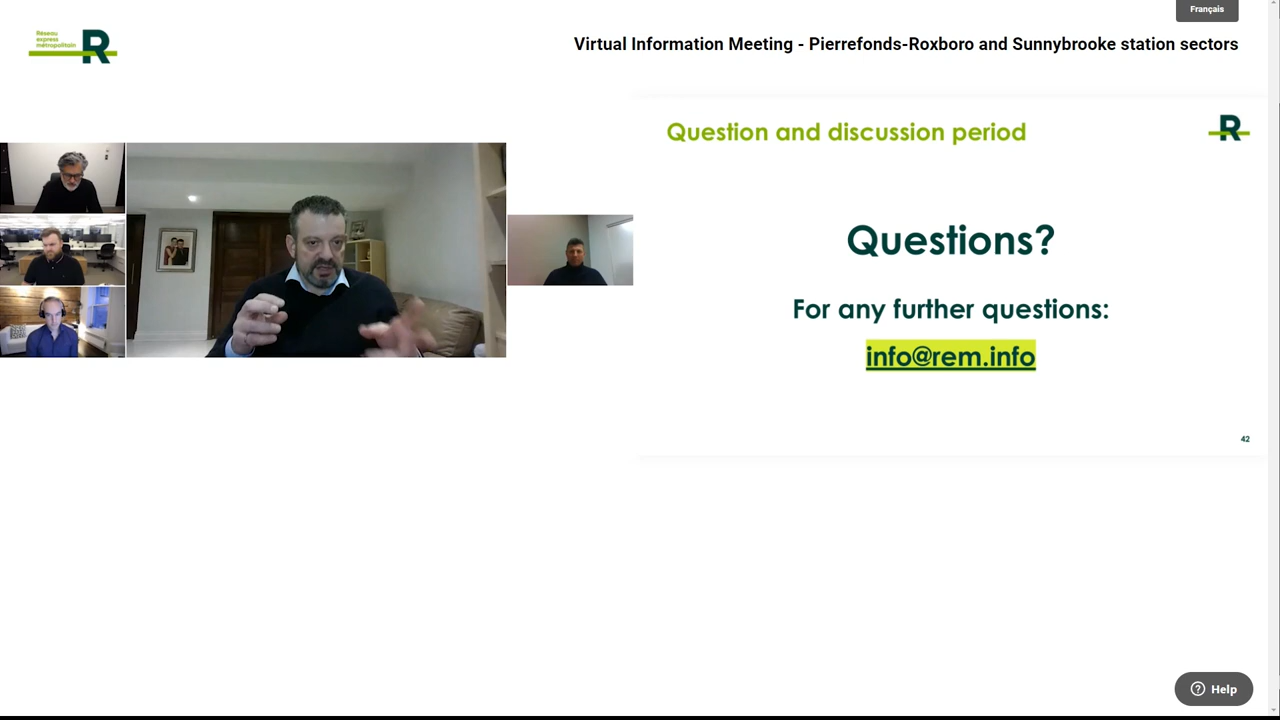 Français
Réseau
express
métropolitain
R
Virtual Information Meeting - Pierrefonds-Roxboro and Sunnybrooke station sectors
Question and discussion period
R
Questions?
For any further questions:
info@rem.info
42
Help